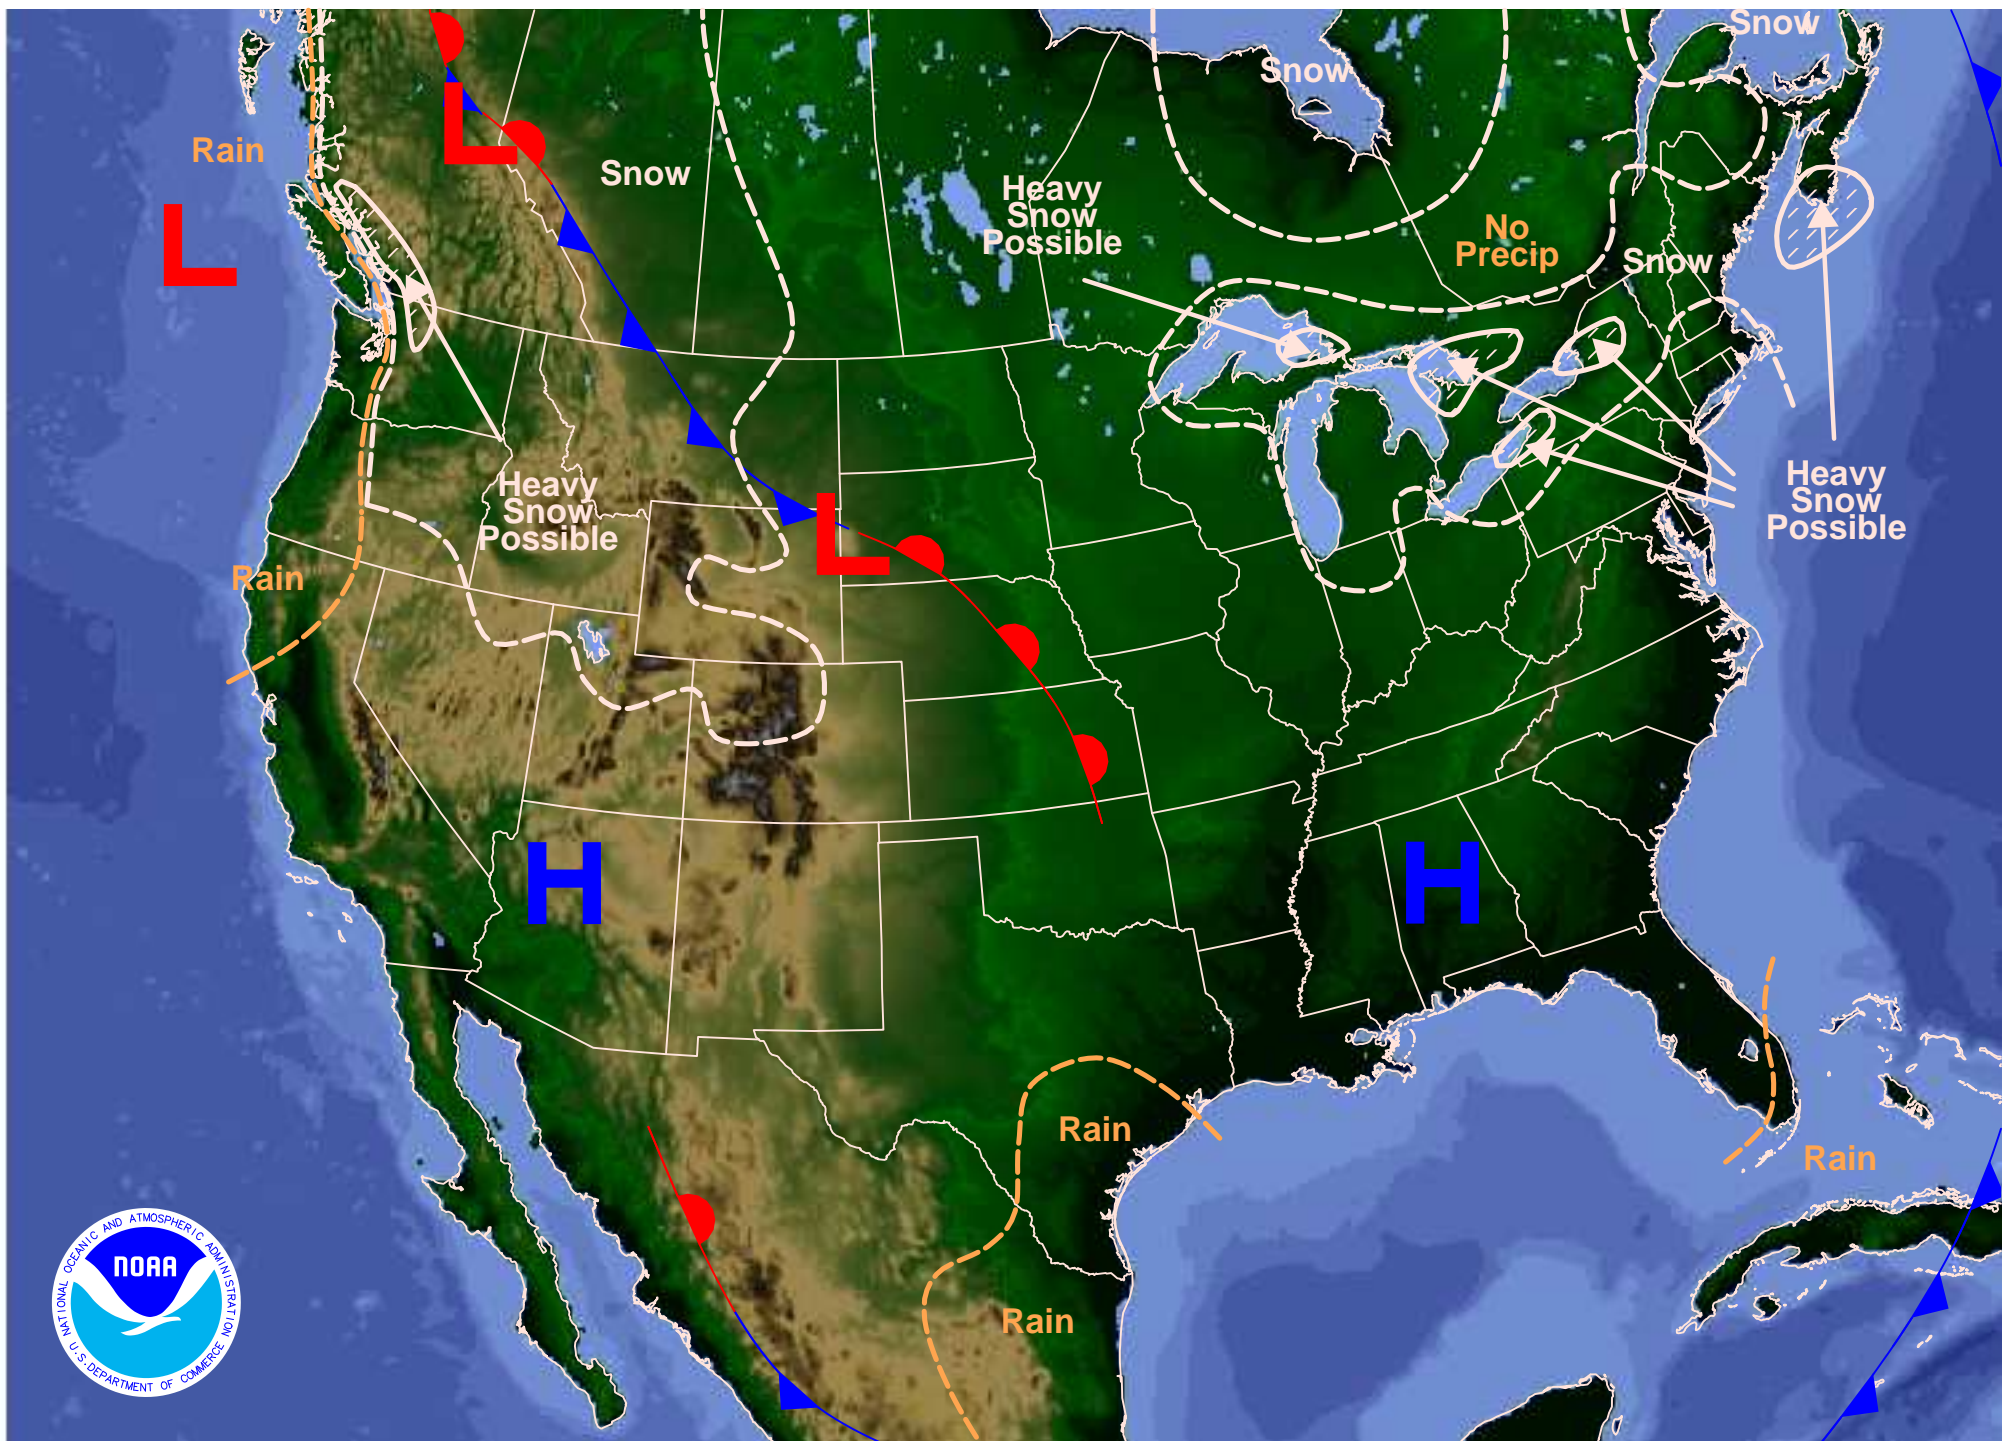 Snow
Snow
Rain
L
Snow
Heavy
Snow
Possible
L
No
Precip
Snow
Heavy
Snow
Possible
Heavy
Snow
Possible
L
Rain
H
H
Rain
Rain
Rain
NATIONAL OCEANIC AND ATMOSPHERIC ADMINISTRATION
NOAA
U.S. DEPARTMENT OF COMMERCE